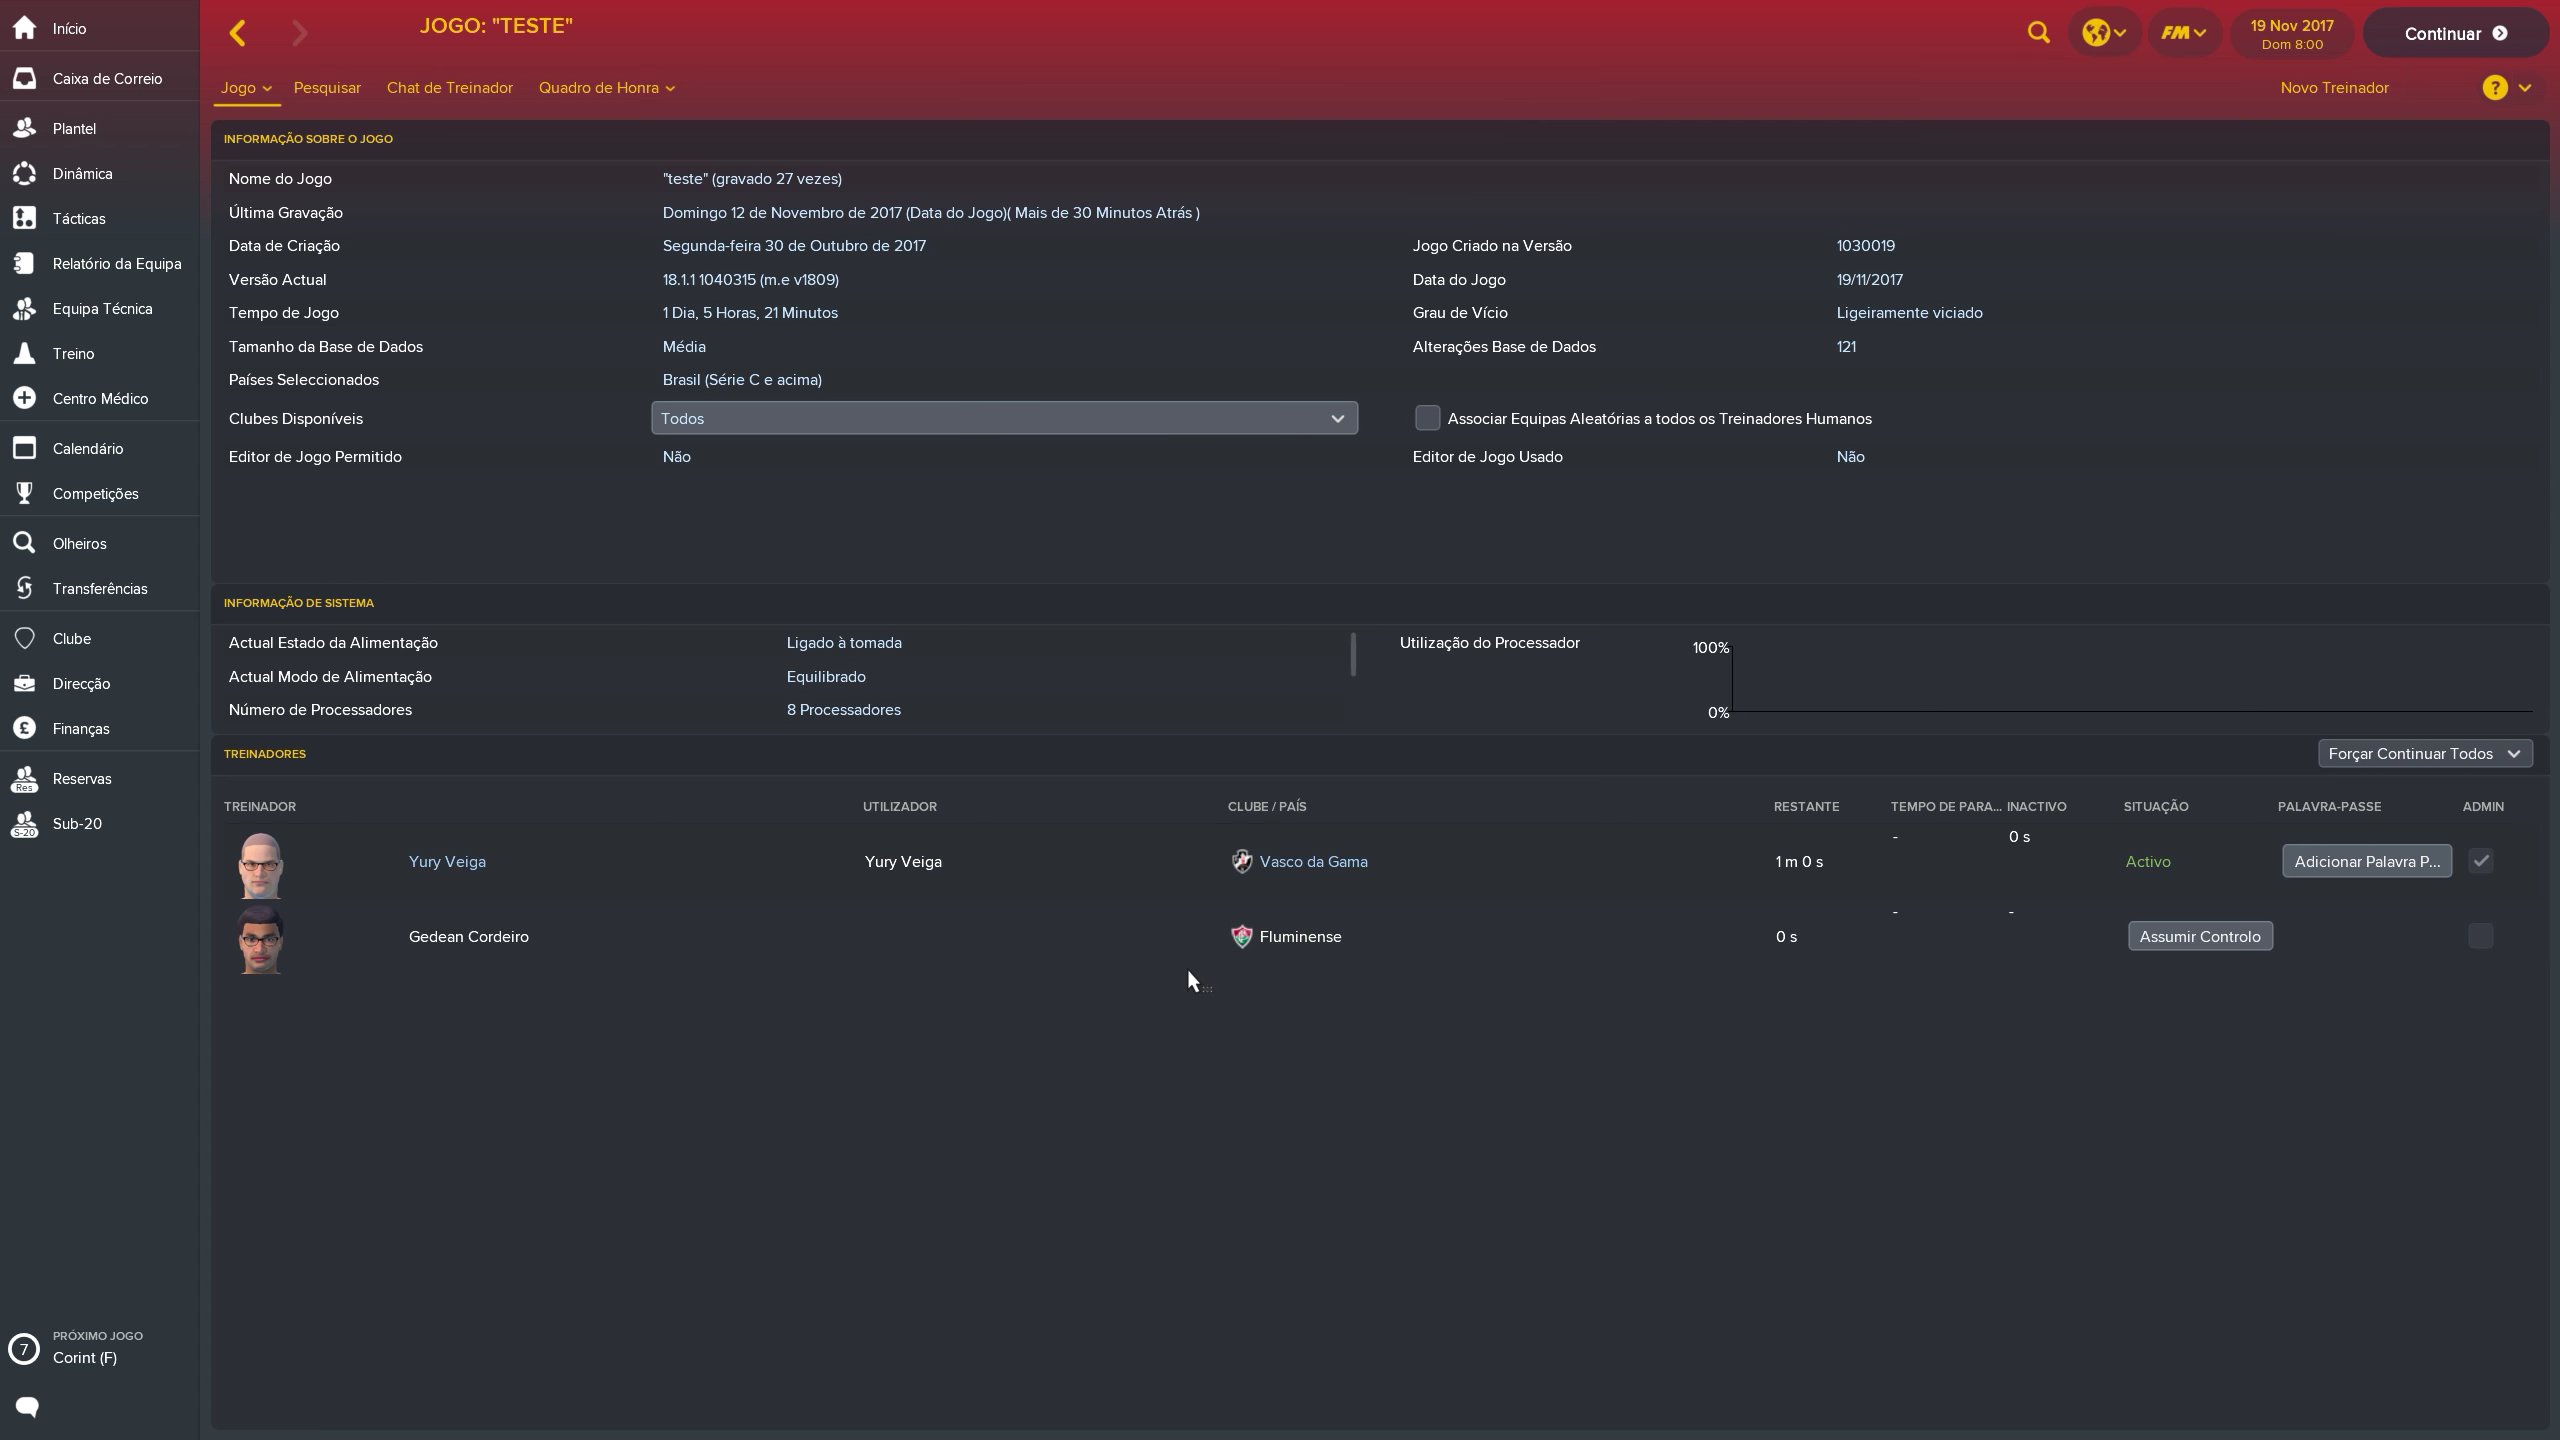 Início
Caixa de Correio
Plantel
Dinâmica
Tácticas
Relatório da Equipa
Equipa Técnica
Treino
Centro Médico
Calendário
Competições
Olheiros
Transferências
Clube
Direcção
Finanças
Res
Reservas
S-20
Sub-20
PRÓXIMO JOGO
7
Corint (F)
JOGO: "TESTE"
FM
19 Nov 2017
Dom 8:00
Continuar
Jogo
Pesquisar
Chat de Treinador
Quadro de Honra
Novo Treinador
?
INFORMAÇÃO SOBRE O JOGO
Nome do Jogo "teste" (gravado 27 vezes)
Última Gravação Domingo 12 de Novembro de 2017 (Data do Jogo)( Mais de 30 Minutos Atrás )
Data de Criação Segunda-feira 30 de Outubro de 2017 Jogo Criado na Versão 1030019
Versão Actual 18.1.1 1040315 (m.e v1809) Data do Jogo 19/11/2017
Tempo de Jogo 1 Dia, 5 Horas, 21 Minutos Grau de Vício Ligeiramente viciado
Tamanho da Base de Dados Média Alterações Base de Dados 121
Países Seleccionados Brasil (Série C e acima)
Clubes Disponíveis Todos Associar Equipas Aleatórias a todos os Treinadores Humanos
Editor de Jogo Permitido Não Editor de Jogo Usado Não
INFORMAÇÃO DE SISTEMA
Actual Estado da Alimentação Ligado à tomada
Actual Modo de Alimentação Equilibrado
Número de Processadores 8 Processadores
Utilização do Processador
100%
0%
TREINADORES
Forçar Continuar Todos
TREINADOR UTILIZADOR CLUBE / PAÍS RESTANTE TEMPO DE PARA... INACTIVO SITUAÇÃO PALAVRA-PASSE ADMIN
Yury Veiga Yury Veiga Vasco da Gama 1 m 0 s - 0 s Activo Adicionar Palavra P...
Gedean Cordeiro Fluminense 0 s - - Assumir Controlo